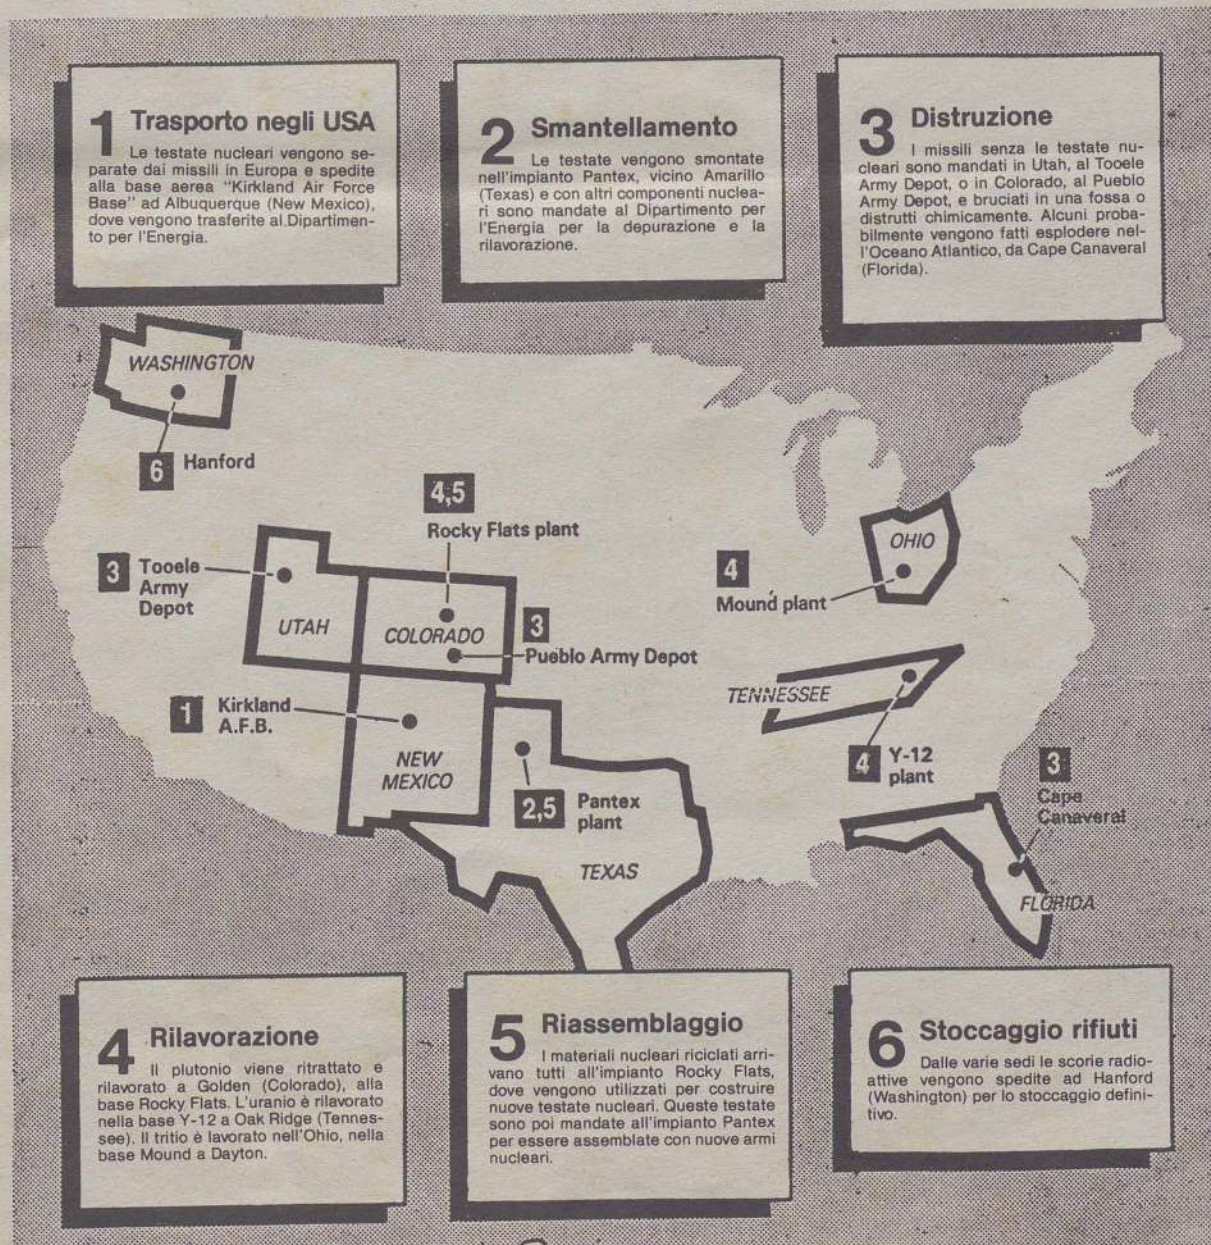 1 Trasporto negli USA
Le testate nucleari vengono se-
parate dai missili in Europa e spedite
alla base aerea "Kirkland Air Force
Base" ad Albuquerque (New Mexico),
dove vengono trasferite al Dipartimen-
to per l'Energia.
2 Smantellamento
Le testate vengono smontate
nell'impianto Pantex, vicino Amarillo
(Texas) e con altri componenti nuclea-
ri sono mandate al Dipartimento per
l'Energia per la depurazione e la
rilavorazione.
3 Distruzione
I missili senza le testate nu-
cleari sono mandati in Utah, al Tooele
Army Depot, o in Colorado, al Pueblo
Army Depot, e bruciati in una fossa o
distrutti chimicamente. Alcuni proba-
bilmente vengono fatti esplodere nel-
l'Oceano Atlantico, da Cape Canaveral
(Florida).
WASHINGTON
6 Hanford
4,5
Rocky Flats plant
3 Tooele
Army
Depot
UTAH
COLORADO
3
Pueblo Army Depot
OHIO
4
Mound plant
TENNESSEE
4 Y-12
plant
1 Kirkland
A.F.B.
NEW
MEXICO
2,5 Pantex
plant
TEXAS
3
Cape
Canaveral
FLORIDA
4 Rilavorazione
Il plutonio viene ritrattato e
rilavorato a Golden (Colorado), alla
base Rocky Flats. L'uranio è rilavorato
nella base Y-12 a Oak Ridge (Tennes-
see). Il tritio è lavorato nell'Ohio, nella
base Mound a Dayton.
5 Riassemblaggio
I materiali nucleari riciclati arri-
vano tutti all'impianto Rocky Flats,
dove vengono utilizzati per costruire
nuove testate nucleari. Queste testate
sono poi mandate all'impianto Pantex
per essere assemblate con nuove armi
nucleari.
6 Stoccaggio rifiuti
Dalle varie sedi le scorie radio-
attive vengono spedite ad Hanford
(Washington) per lo stoccaggio defini-
tivo.